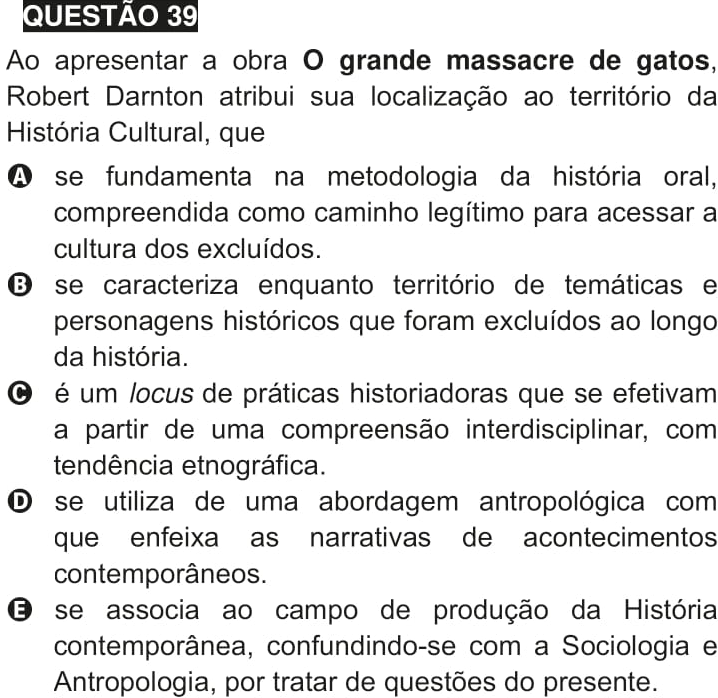 QUESTÃO 39
Ao apresentar a obra O grande massacre de gatos,
Robert Darnton atribui sua localização ao território da
História Cultural, que
A se fundamenta na metodologia da história oral,
compreendida como caminho legítimo para acessar a
cultura dos excluídos.
B se caracteriza enquanto território de temáticas e
personagens históricos que foram excluídos ao longo
da história.
C é um locus de práticas historiadoras que se efetivam
a partir de uma compreensão interdisciplinar, com
tendência etnográfica.
D se utiliza de uma abordagem antropológica com
que enfeixa as narrativas de acontecimentos
contemporâneos.
E se associa ao campo de produção da História
contemporânea, confundindo-se com a Sociologia e
Antropologia, por tratar de questões do presente.